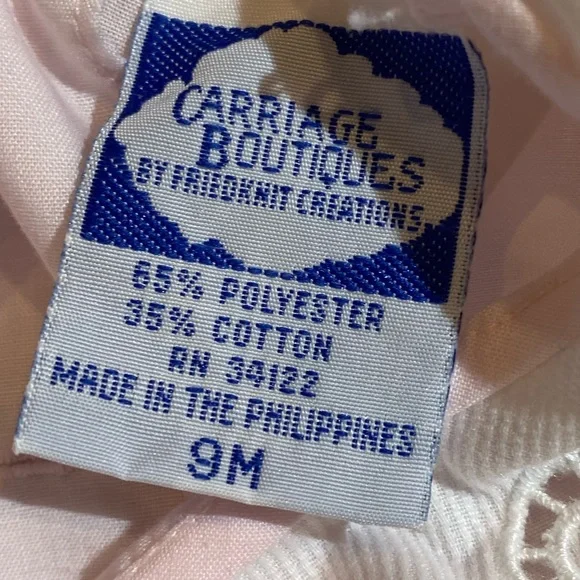 CARRIAGE
BOUTIQUES
BY FRIEDKNIT CREATIONS
65% POLYESTER
35% COTTON
RN 34122
MADE IN THE PHILIPPINES
9M